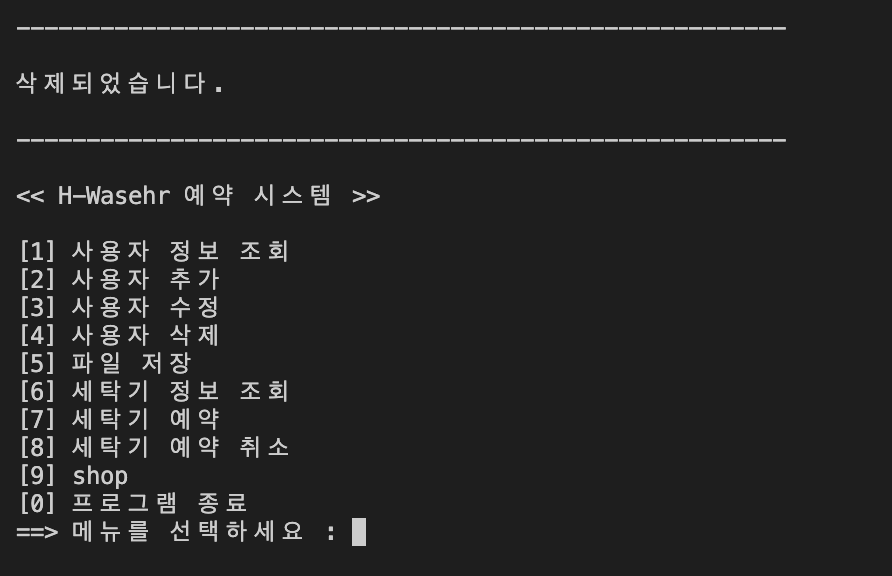 -------------------------------------------------------
삭제되었습니다.
-------------------------------------------------------
<< H-Wasehr 예약 시스템 >>
[1] 사용자 정보 조회
[2] 사용자 추가
[3] 사용자 수정
[4] 사용자 삭제
[5] 파일 저장
[6] 세탁기 정보 조회
[7] 세탁기 예약
[8] 세탁기 예약 취소
[9] shop
[0] 프로그램 종료
==> 메뉴를 선택하세요 :